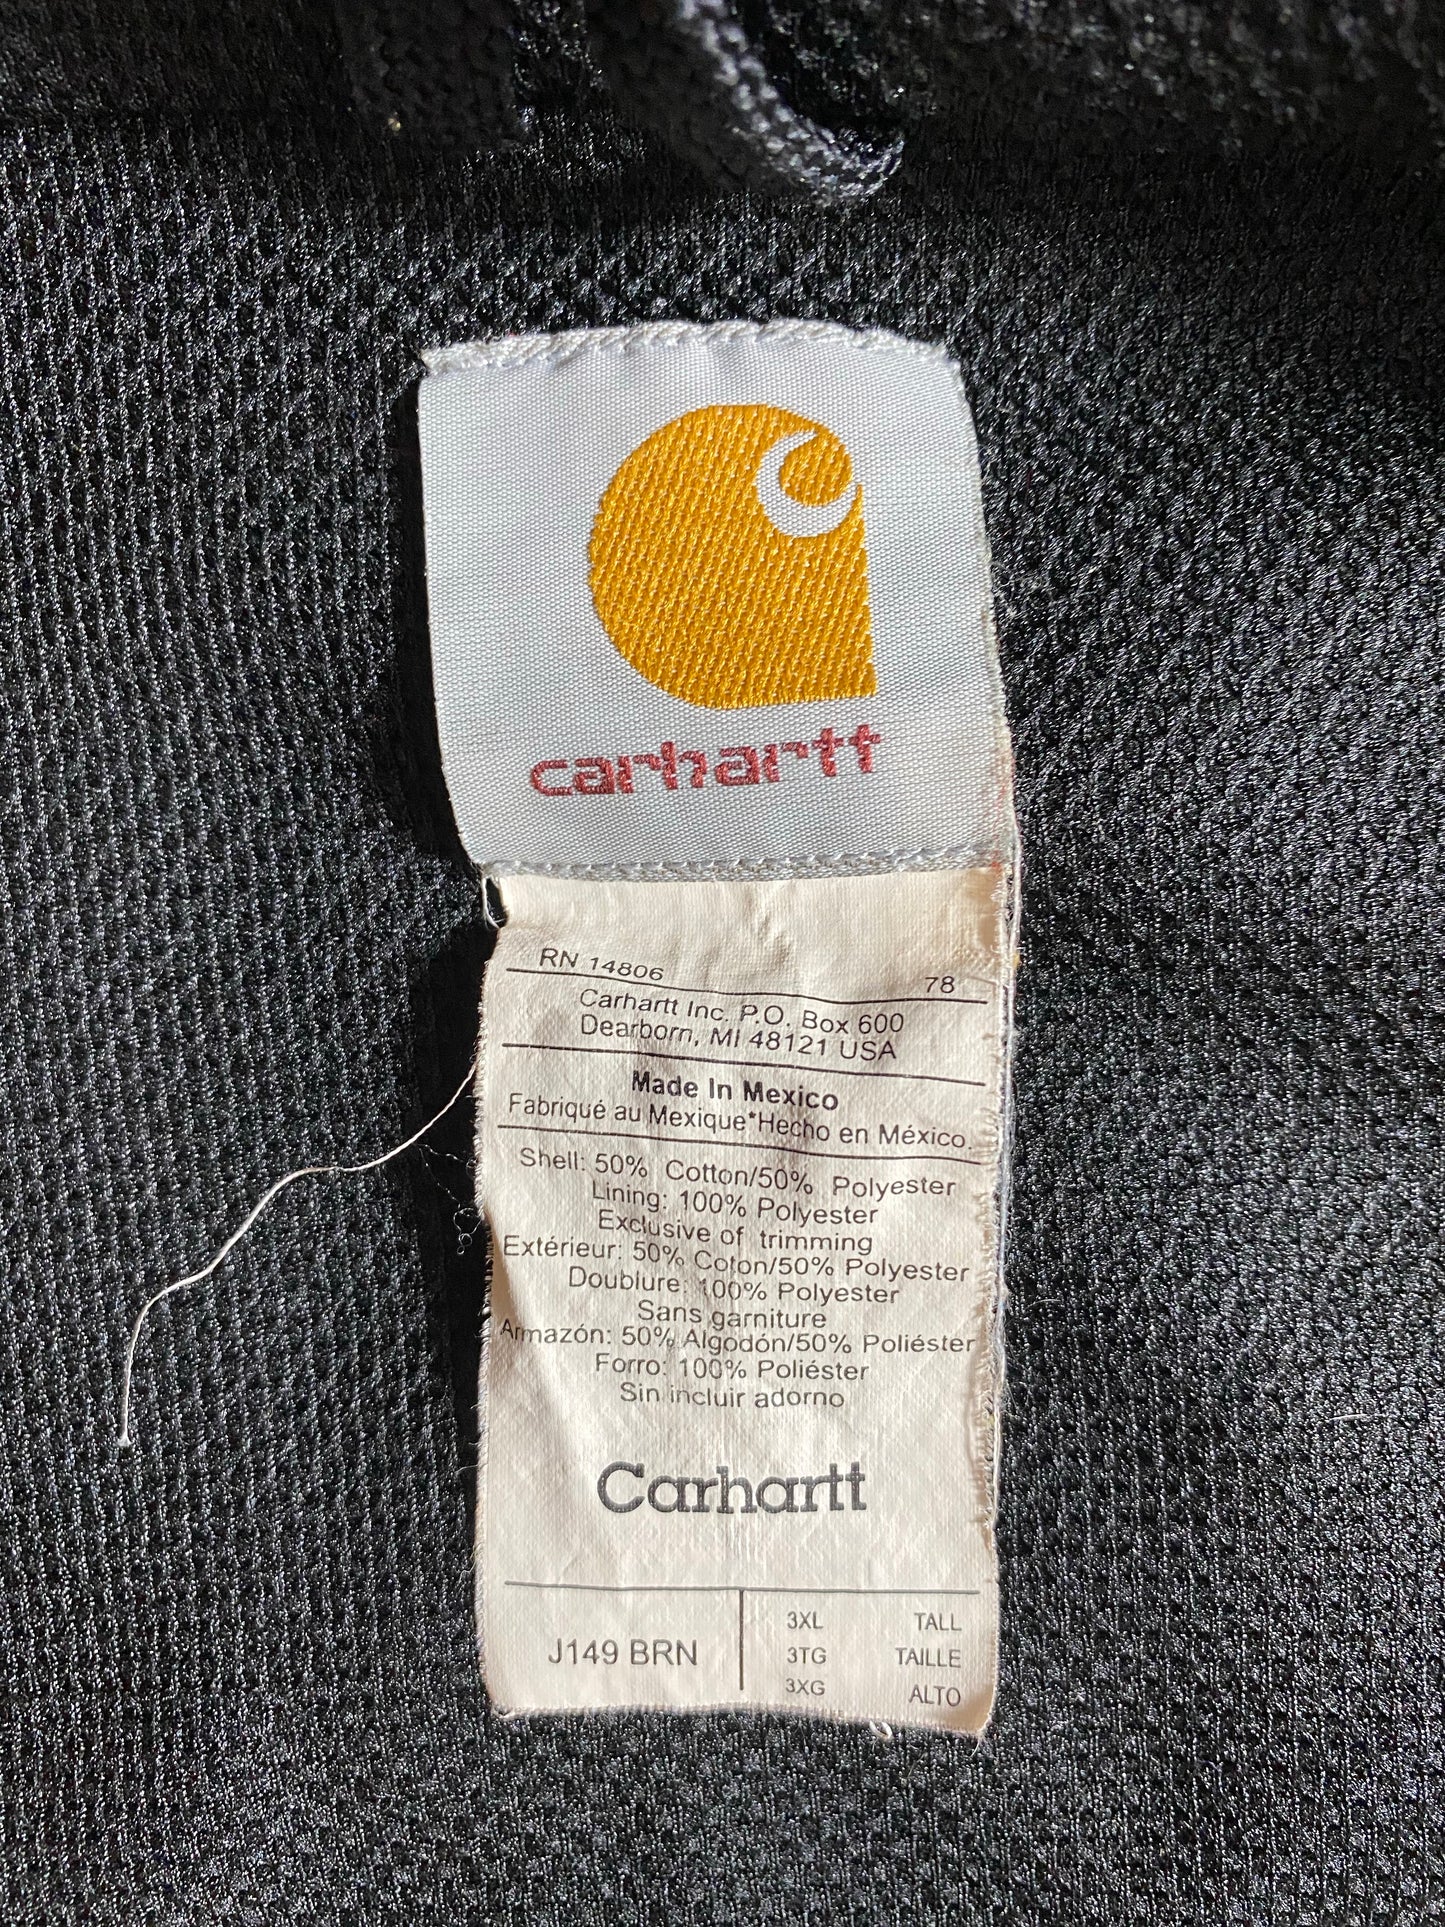 carhartt
RN 14806 78
Carhartt Inc. P.O. Box 600
Dearborn, MI 48121 USA
Made In Mexico
Fabriqué au Mexique*Hecho en México.
Shell: 50% Cotton/50% Polyester
Lining: 100% Polyester
Exclusive of trimming
Extérieur: 50% Coton/50% Polyester
Doublure: 100% Polyester
Sans garniture
Armazón: 50% Algodón/50% Poliéster
Forro: 100% Poliéster
Sin incluir adorno
Carhartt
J149 BRN
3XL TALL
3TG TAILLE
3XG ALTO